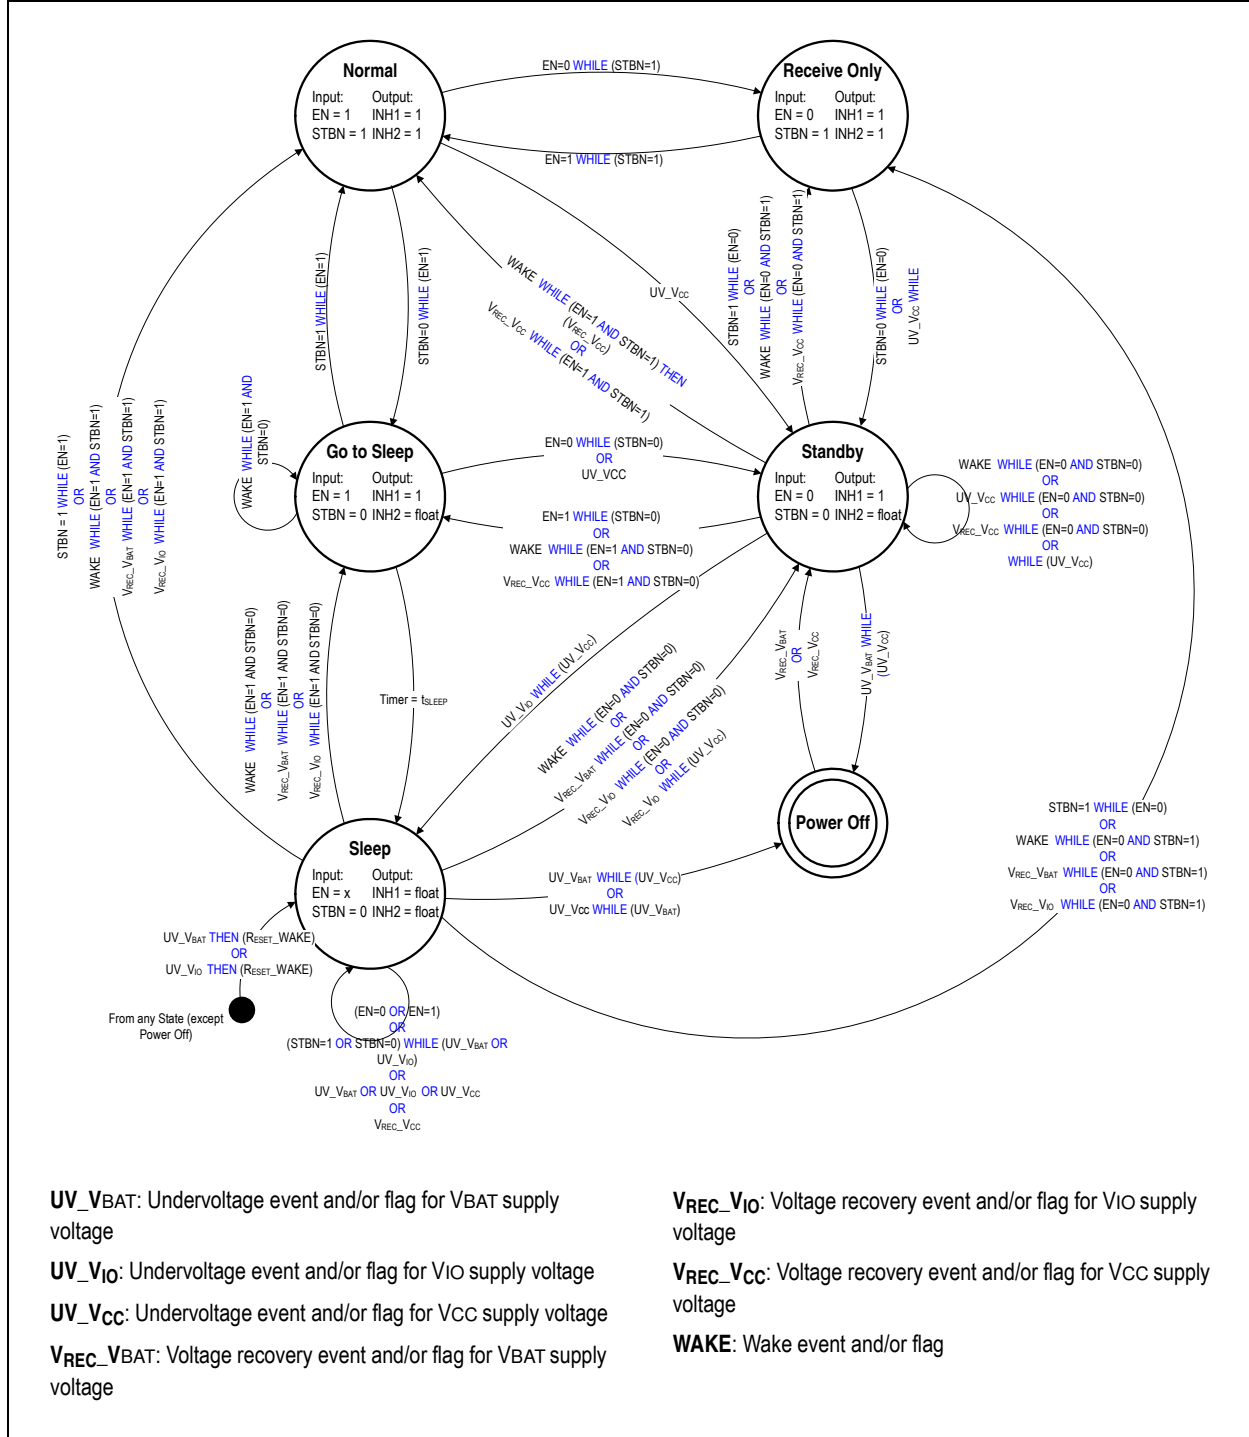 Normal
Input: Output:
EN = 1 INH1 = 1
STBN = 1 INH2 = 1
EN=0 WHILE (STBN=1)
Receive Only
Input: Output:
EN = 0 INH1 = 1
STBN = 1 INH2 = 1
EN=1 WHILE (STBN=1)
STBN = 1 WHILE (EN=1)
OR
WAKE WHILE (EN=1 AND STBN=1)
OR
VREC_VBAT WHILE (EN=1 AND STBN=1)
OR
VREC_VIO WHILE (EN=1 AND STBN=1)
STBN=1 WHILE (EN=1)
STBN=0 WHILE (EN=1)
WAKE WHILE (EN=1 AND STBN=1) THEN
(VREC_VCC)
OR
VREC_VCC WHILE (EN=1 AND STBN=1)
UV_VCC
STBN=1 WHILE (EN=0)
OR
WAKE WHILE (EN=0 AND STBN=1)
OR
VREC_VCC WHILE (EN=0 AND STBN=1)
STBN=0 WHILE (EN=0)
OR
UV_VCC WHILE
WAKE WHILE (EN=1 AND
STBN=0)
Go to Sleep
Input: Output:
EN = 1 INH1 = 1
STBN = 0 INH2 = float
EN=0 WHILE (STBN=0)
OR
UV_VCC
EN=1 WHILE (STBN=0)
OR
WAKE WHILE (EN=1 AND STBN=0)
OR
VREC_VCC WHILE (EN=1 AND STBN=0)
Standby
Input: Output:
EN = 0 INH1 = 1
STBN = 0 INH2 = float
WAKE WHILE (EN=0 AND STBN=0)
OR
UV_VCC WHILE (EN=0 AND STBN=0)
OR
VREC_VCC WHILE (EN=0 AND STBN=0)
OR
WHILE (UV_VCC)
WAKE WHILE (EN=1 AND STBN=0)
OR
VREC_VBAT WHILE (EN=1 AND STBN=0)
OR
VREC_VIO WHILE (EN=1 AND STBN=0)
Timer = tSLEEP
UV_VIO WHILE (UV_VCC)
WAKE WHILE (EN=0 AND STBN=0)
OR
VREC_VBAT WHILE (EN=0 AND STBN=0)
OR
VREC_VIO WHILE (EN=0 AND STBN=0)
OR
VREC_VIO WHILE (UV_VCC)
VREC_VBAT
OR
VREC_VCC
UV_VBAT WHILE
(UV_VCC)
Power Off
Sleep
Input: Output:
EN = x INH1 = float
STBN = 0 INH2 = float
UV_VBAT WHILE (UV_VCC)
OR
UV_Vcc WHILE (UV_VBAT)
STBN=1 WHILE (EN=0)
OR
WAKE WHILE (EN=0 AND STBN=1)
OR
VREC_VBAT WHILE (EN=0 AND STBN=1)
OR
VREC_VIO WHILE (EN=0 AND STBN=1)
UV_VBAT THEN (RESET_WAKE)
OR
UV_VIO THEN (RESET_WAKE)
From any State (except
Power Off)
(EN=0 OR EN=1)
OR
(STBN=1 OR STBN=0) WHILE (UV_VBAT OR
UV_VIO)
OR
UV_VBAT OR UV_VIO OR UV_VCC
OR
VREC_VCC
UV_VBAT: Undervoltage event and/or flag for VBAT supply
voltage
UV_VIO: Undervoltage event and/or flag for VIO supply voltage
UV_VCC: Undervoltage event and/or flag for VCC supply voltage
VREC_VBAT: Voltage recovery event and/or flag for VBAT supply
voltage
VREC_VIO: Voltage recovery event and/or flag for VIO supply
voltage
VREC_VCC: Voltage recovery event and/or flag for VCC supply
voltage
WAKE: Wake event and/or flag